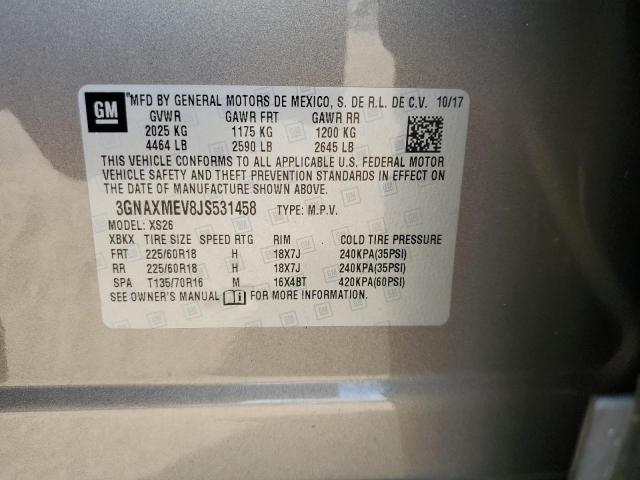 GM
®MFD BY GENERAL MOTORS DE MEXICO, S. DE R.L. DE C.V. 10/17
GVWR GAWR FRT GAWR RR
2025 KG 1175 KG 1200 KG
4464 LB 2590 LB 2645 LB
THIS VEHICLE CONFORMS TO ALL APPLICABLE U.S. FEDERAL MOTOR
VEHICLE SAFETY AND THEFT PREVENTION STANDARDS IN EFFECT ON THE
DATE OF MANUFACTURE SHOWN ABOVE.
3GNAXMEV8JS531458 TYPE: M.P.V.
MODEL: XS26
XBKX TIRE SIZE SPEED RTG RIM COLD TIRE PRESSURE
FRT 225/60R18 H 18X7J 240KPA(35PSI)
RR 225/60R18 H 18X7J 240KPA(35PSI)
SPA T135/70R16 M 16X4BT 420KPA(60PSI)
SEE OWNER'S MANUAL FOR MORE INFORMATION.